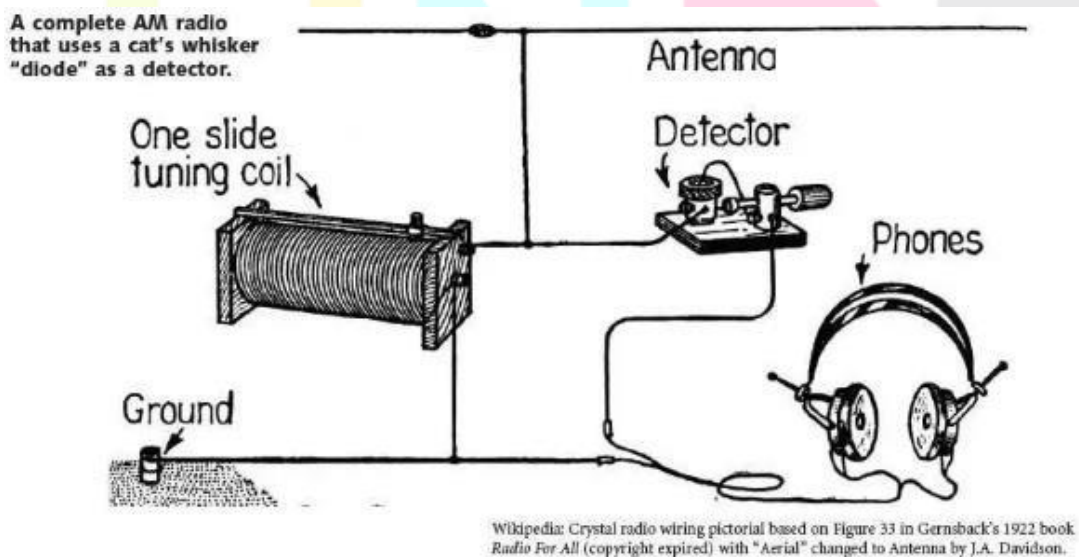 A complete AM radio
that uses a cat's whisker
"diode" as a detector.
Antenna
One slide
tuning coil
Detector
Phones
Ground
Wikipedia: Crystal radio wiring pictorial based on Figure 33 in Gernsback's 1922 book
Radio For All (copyright expired) with "Aerial" changed to Antenna by J.A. Davidson.